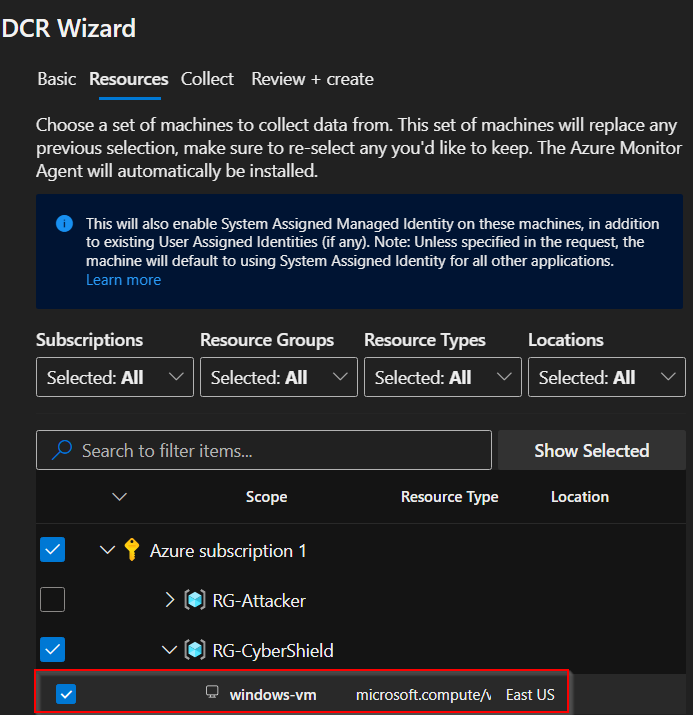 DCR Wizard
Basic Resources Collect Review + create
Choose a set of machines to collect data from. This set of machines will replace any
previous selection, make sure to re-select any you'd like to keep. The Azure Monitor
Agent will automatically be installed.
This will also enable System Assigned Managed Identity on these machines, in addition
to existing User Assigned Identities (if any). Note: Unless specified in the request, the
machine will default to using System Assigned Identity for all other applications.
Learn more
Subscriptions Resource Groups Resource Types Locations
Selected: All Selected: All Selected: All Selected: All
Search to filter items... Show Selected
Scope Resource Type Location
Azure subscription 1
RG-Attacker
RG-CyberShield
windows-vm microsoft.compute/v East US